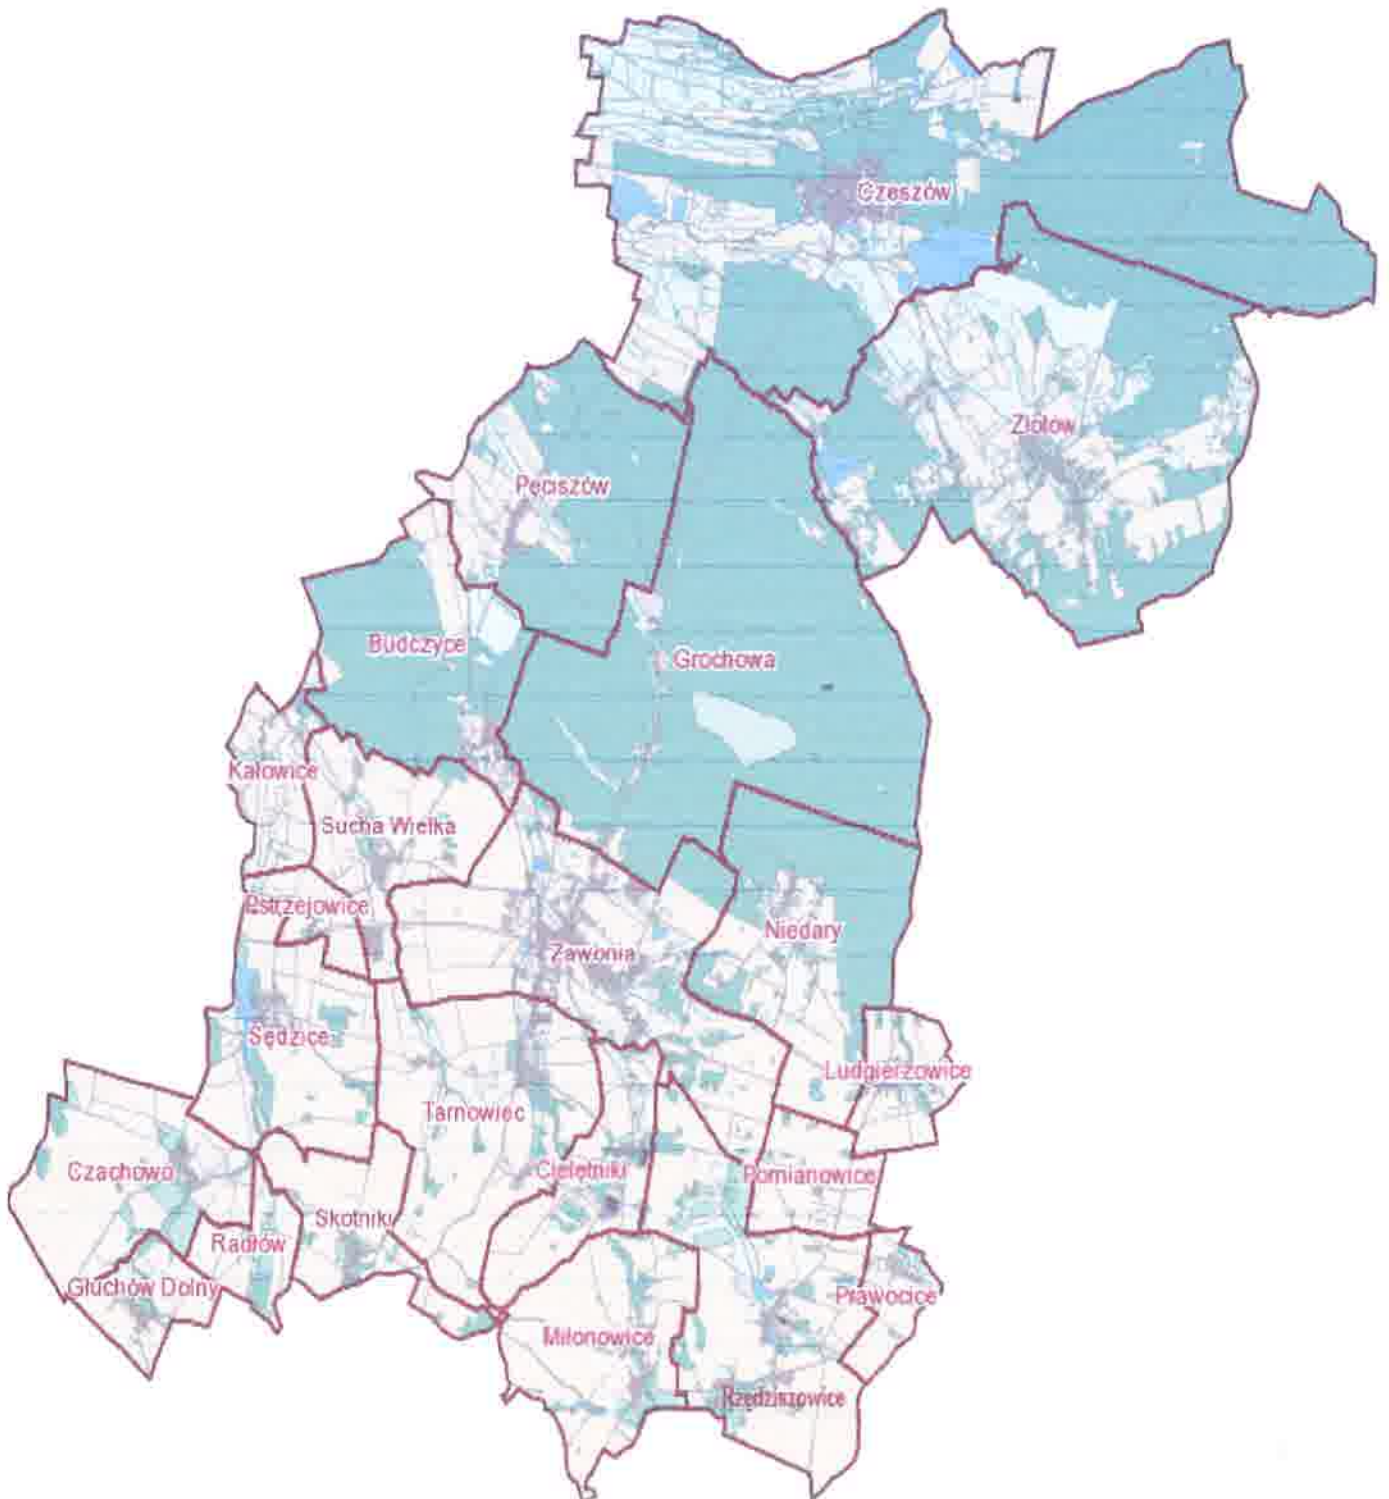 Czeszów
Złotów
Pęciszów
Budczyce
Grochowa
Kałowice
Sucha Wielka
Pstrzejowice
Niedary
Zawonia
Sędzice
Ludgierzowice
Tarnowiec
Czachowo
Cielętniki
Pomianowice
Skotniki
Radłów
Głuchów Dolny
Prawocice
Miłonowice
Rzędziszowice